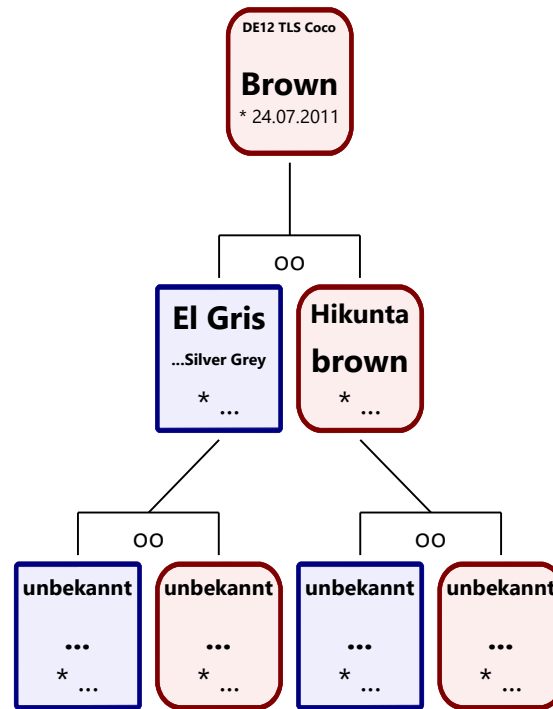 DE12 TLS Coco
Brown
* 24.07.2011
oo
El Gris
...Silver Grey
* ...
Hikunta
brown
* ...
oo
oo
unbekannt
...
* ...
unbekannt
...
* ...
unbekannt
...
* ...
unbekannt
...
* ...